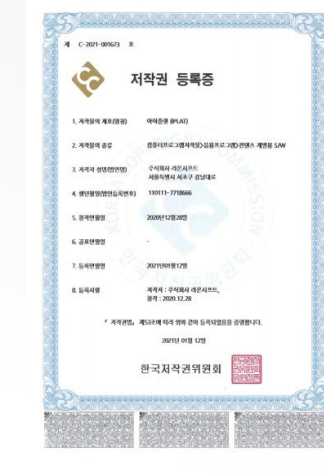 제 C-2021-001673 호
저작권 등록증
1. 저작물의 제호(명칭) 아이플랫 (IPLAT)
2. 저작물의 종류 컴퓨터프로그램저작물>응용프로그램>컨텐츠 개발용 S/W
3. 저작자 성명(법인명) 주식회사 라온시프트
서울특별시 서초구 강남대로
4. 생년월일(법인등록번호) 110111-7718666
5. 창작연월일 2020년12월28일
6. 공표연월일 -
7. 등록연월일 2021년01월12일
8. 등록사항 저작자 : 주식회사 라온시프트,
창작 : 2020.12.28
『 저작권법』 제53조에 따라 위와 같이 등록되었음을 증명합니다.
2021년 01월 12일
한국저작권위원회